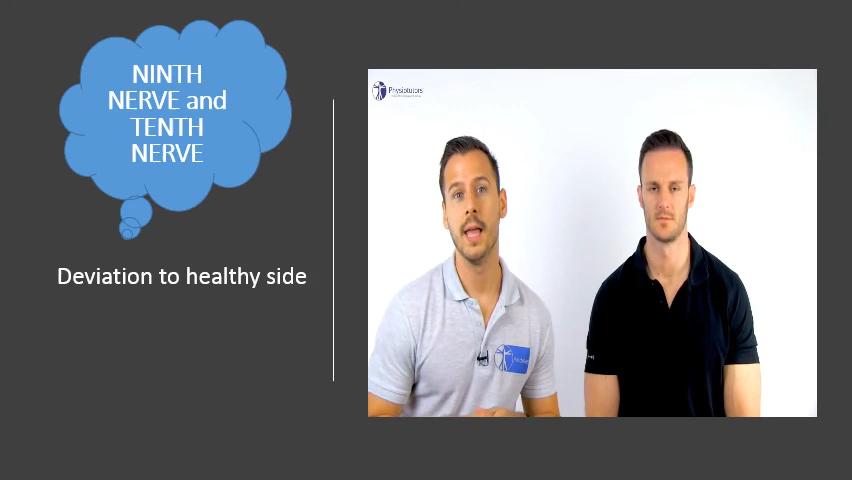 NINTH
NERVE and
TENTH
NERVE
Deviation to healthy side
Physiotutors